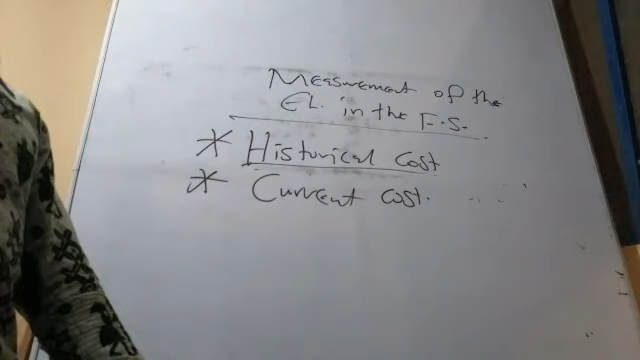 Measurement of the
EL. in the F.S.
* Historical cost
* Current cost.